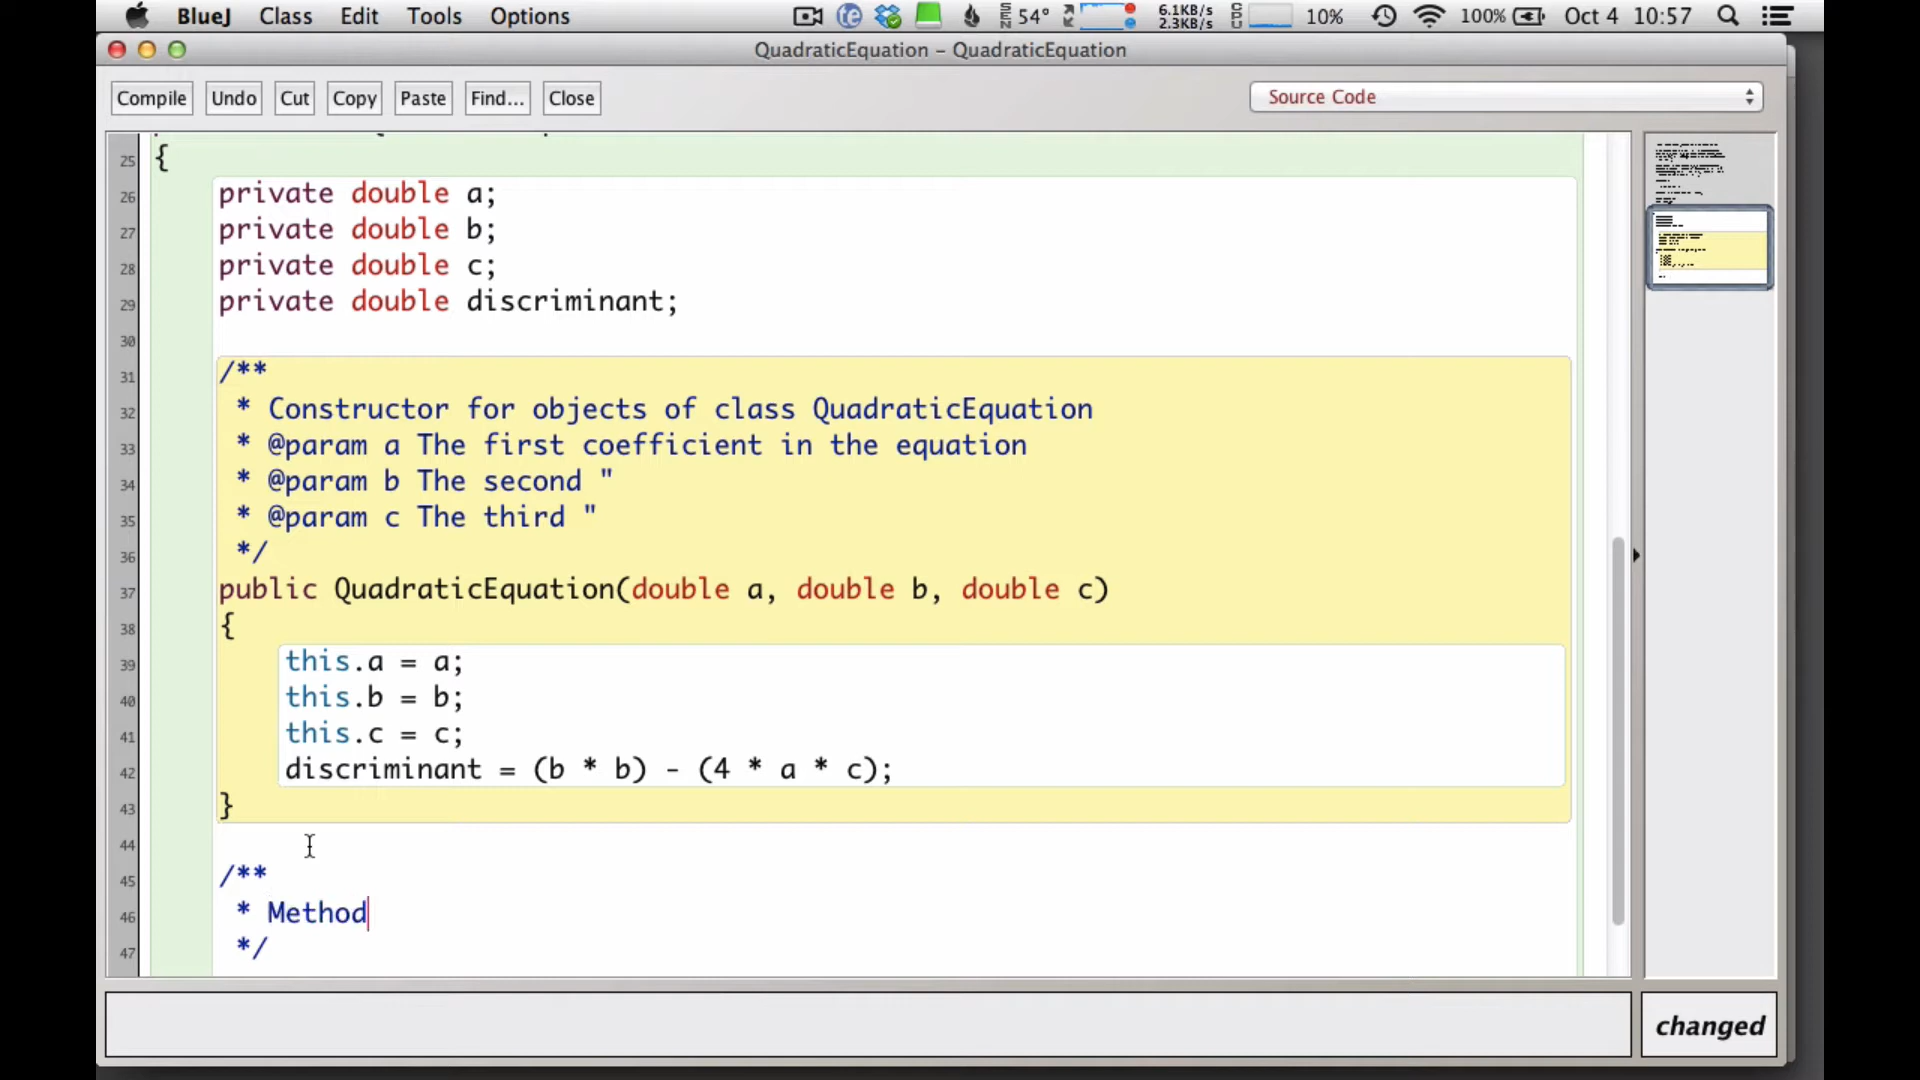 BlueJ Class Edit Tools Options SEN 54° 6.1KB/s 2.3KB/s CPU 10% 100% Oct 4 10:57
QuadraticEquation - QuadraticEquation
Compile Undo Cut Copy Paste Find... Close Source Code
25 {
26 private double a;
27 private double b;
28 private double c;
29 private double discriminant;
30
31 /**
32 * Constructor for objects of class QuadraticEquation
33 * @param a The first coefficient in the equation
34 * @param b The second "
35 * @param c The third "
36 */
37 public QuadraticEquation(double a, double b, double c)
38 {
39 this.a = a;
40 this.b = b;
41 this.c = c;
42 discriminant = (b * b) - (4 * a * c);
43 }
44
45 /**
46 * Method
47 */
changed